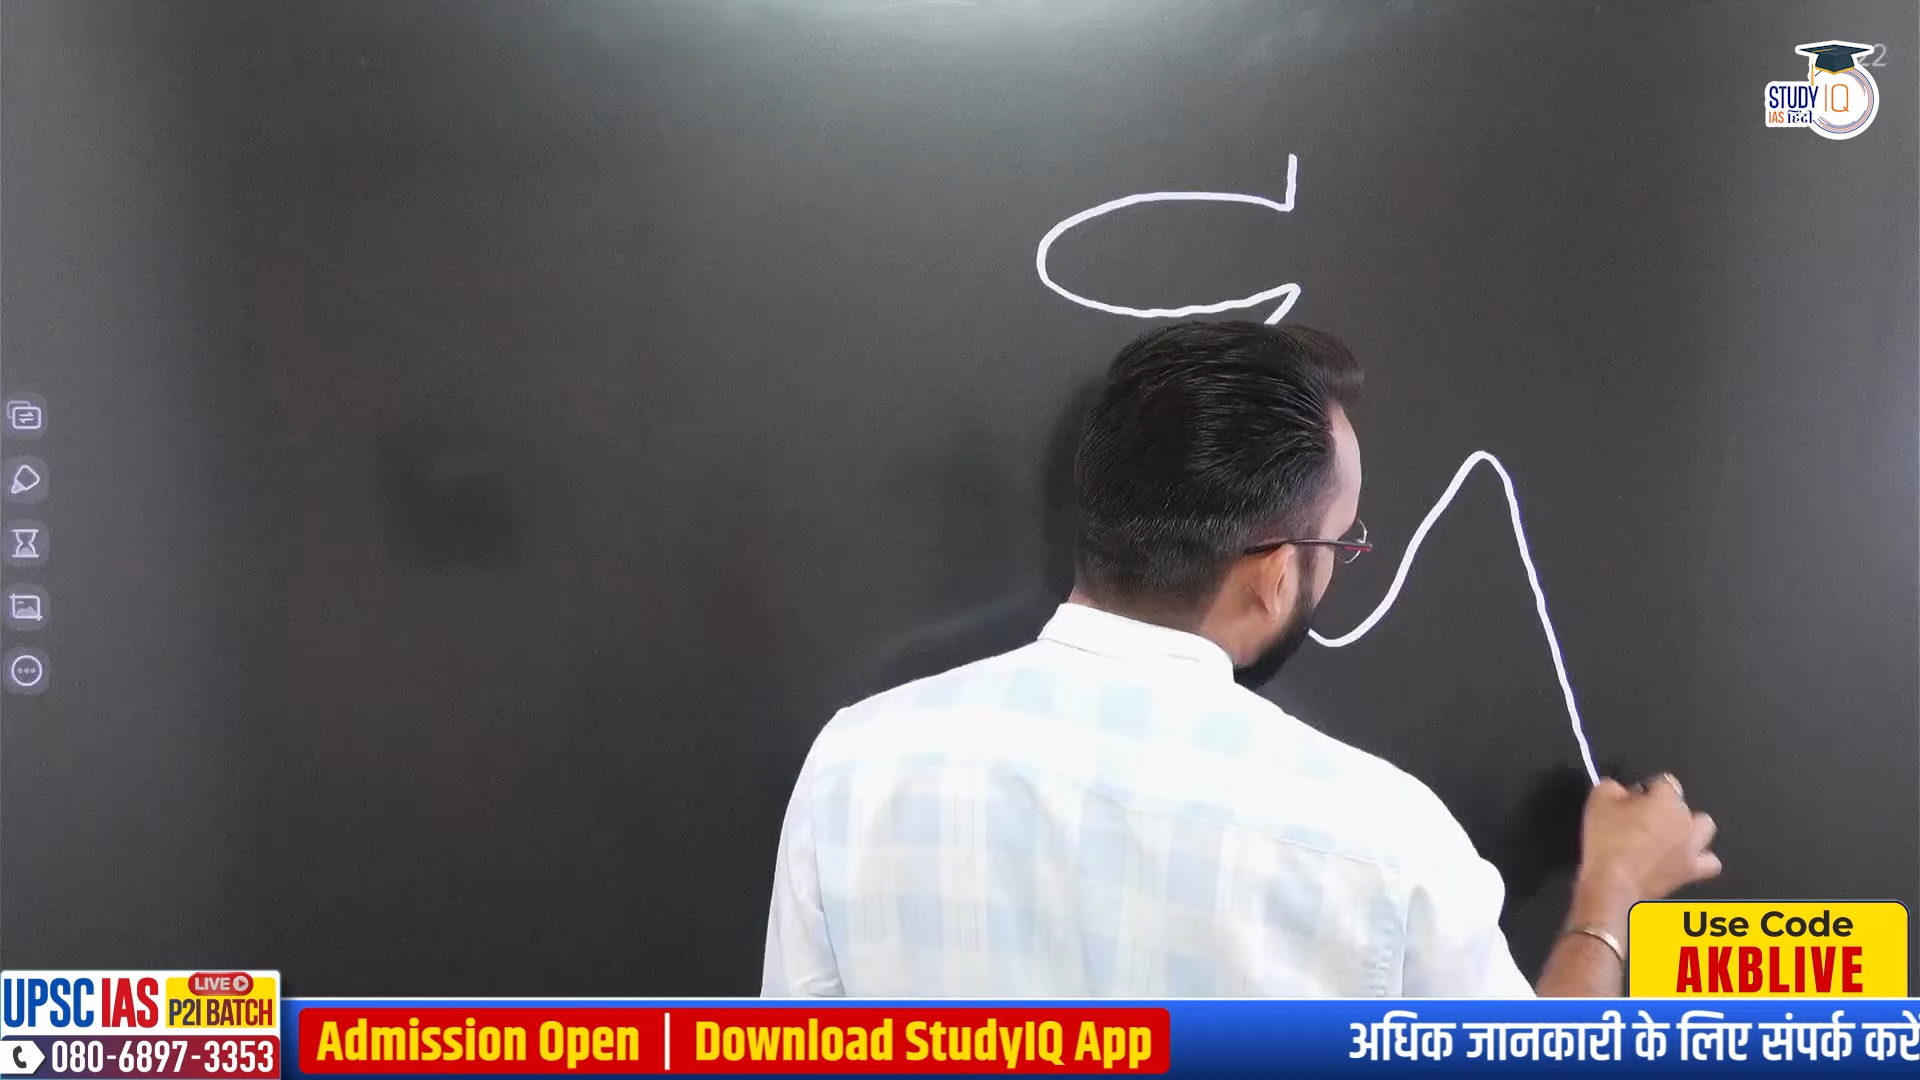 22
STUDY IQ
IAS हिंदी
Use Code
AKBLIVE
UPSC IAS
LIVE
P2I BATCH
080-6897-3353
Admission Open | Download StudyIQ App
अधिक जानकारी के लिए संपर्क करें